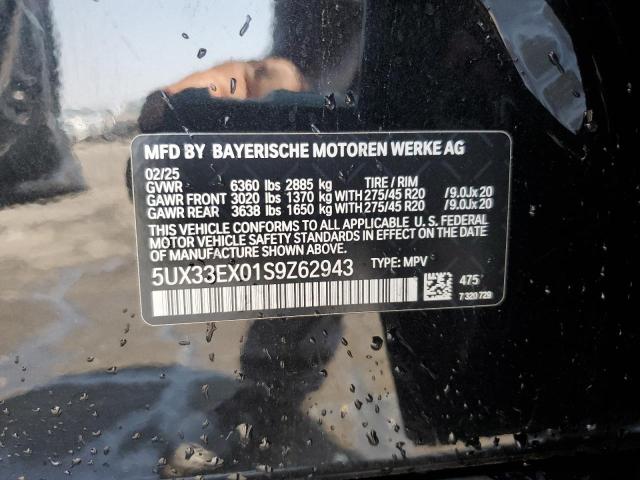 MFD BY BAYERISCHE MOTOREN WERKE AG
02/25
GVWR 6360 lbs 2885 kg TIRE / RIM
GAWR FRONT 3020 lbs 1370 kg WITH 275/45 R20 /9.0Jx20
GAWR REAR 3638 lbs 1650 kg WITH 275/45 R20 /9.0Jx20
THIS VEHICLE CONFORMS TO ALL APPLICABLE U. S. FEDERAL
MOTOR VEHICLE SAFETY STANDARDS IN EFFECT ON THE DATE
OF MANUFACTURE SHOWN ABOVE.
5UX33EX01S9Z62943 TYPE: MPV
475
7 320 729